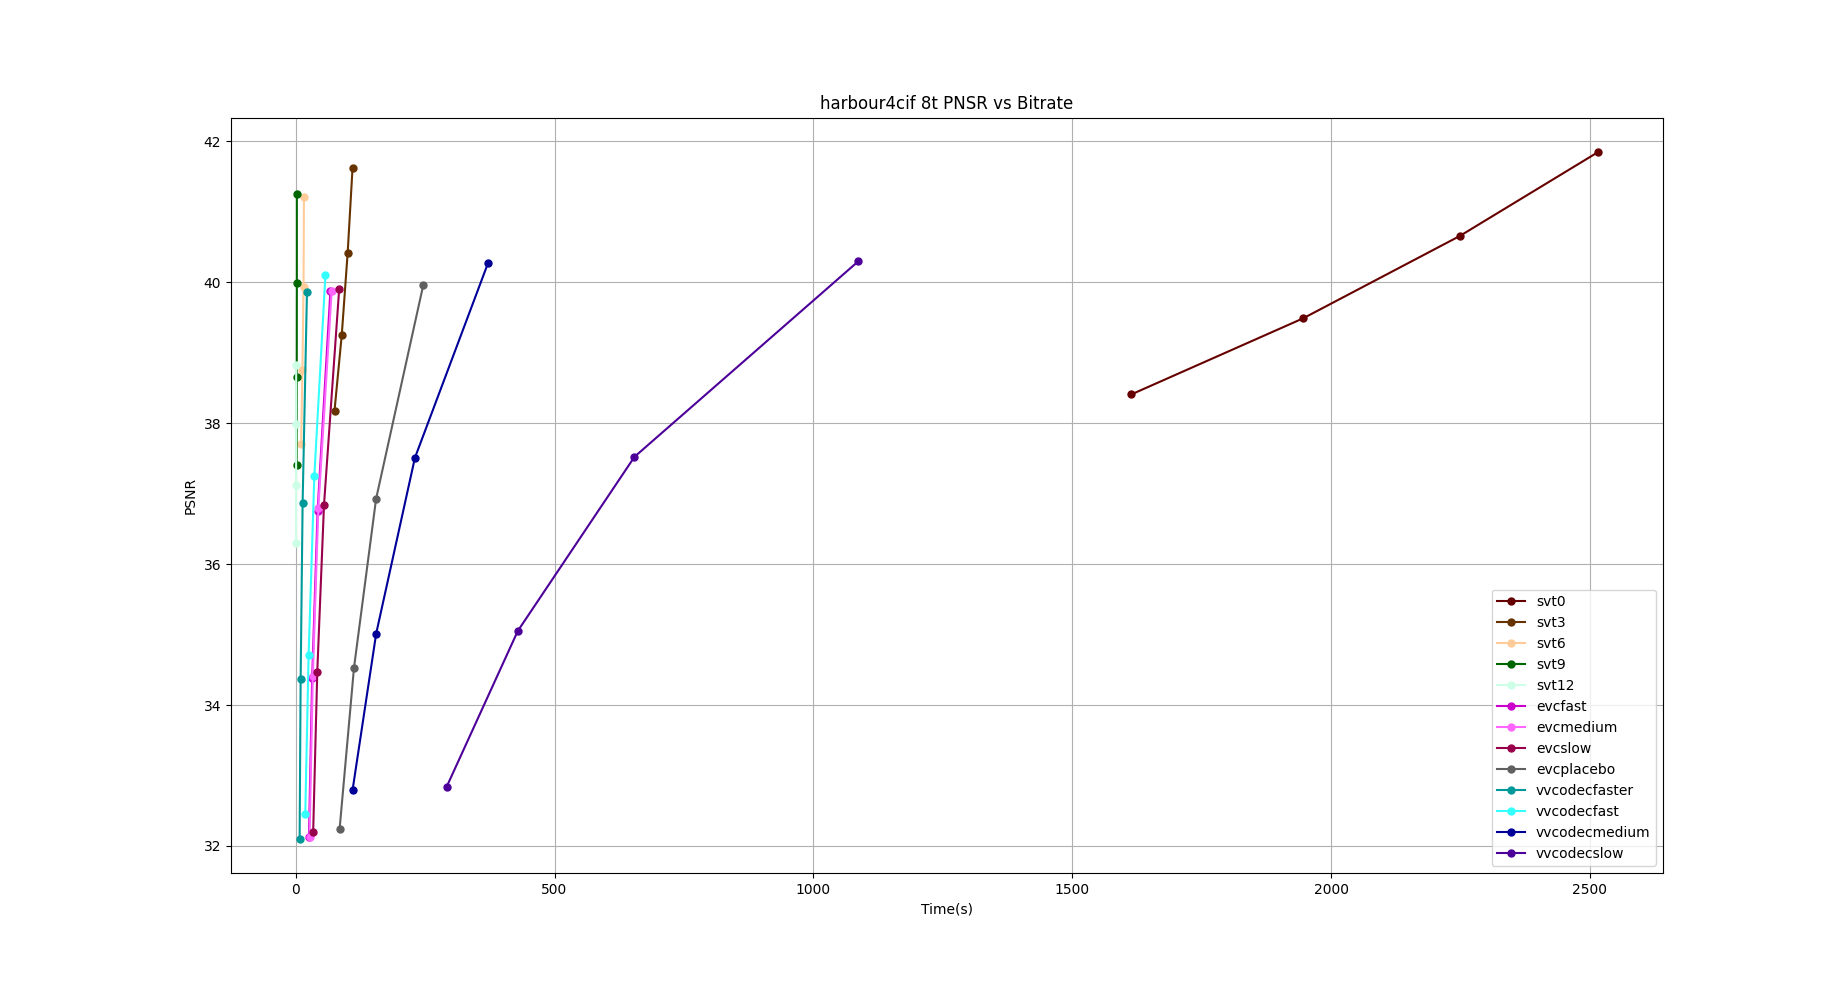 harbour4cif 8t PNSR vs Bitrate
PSNR
42
40
38
36
34
32
0
500
1000
1500
2000
2500
Time(s)
svt0
svt3
svt6
svt9
svt12
evcfast
evcmedium
evcslow
evcplacebo
vvcodecfaster
vvcodecfast
vvcodecmedium
vvcodecslow